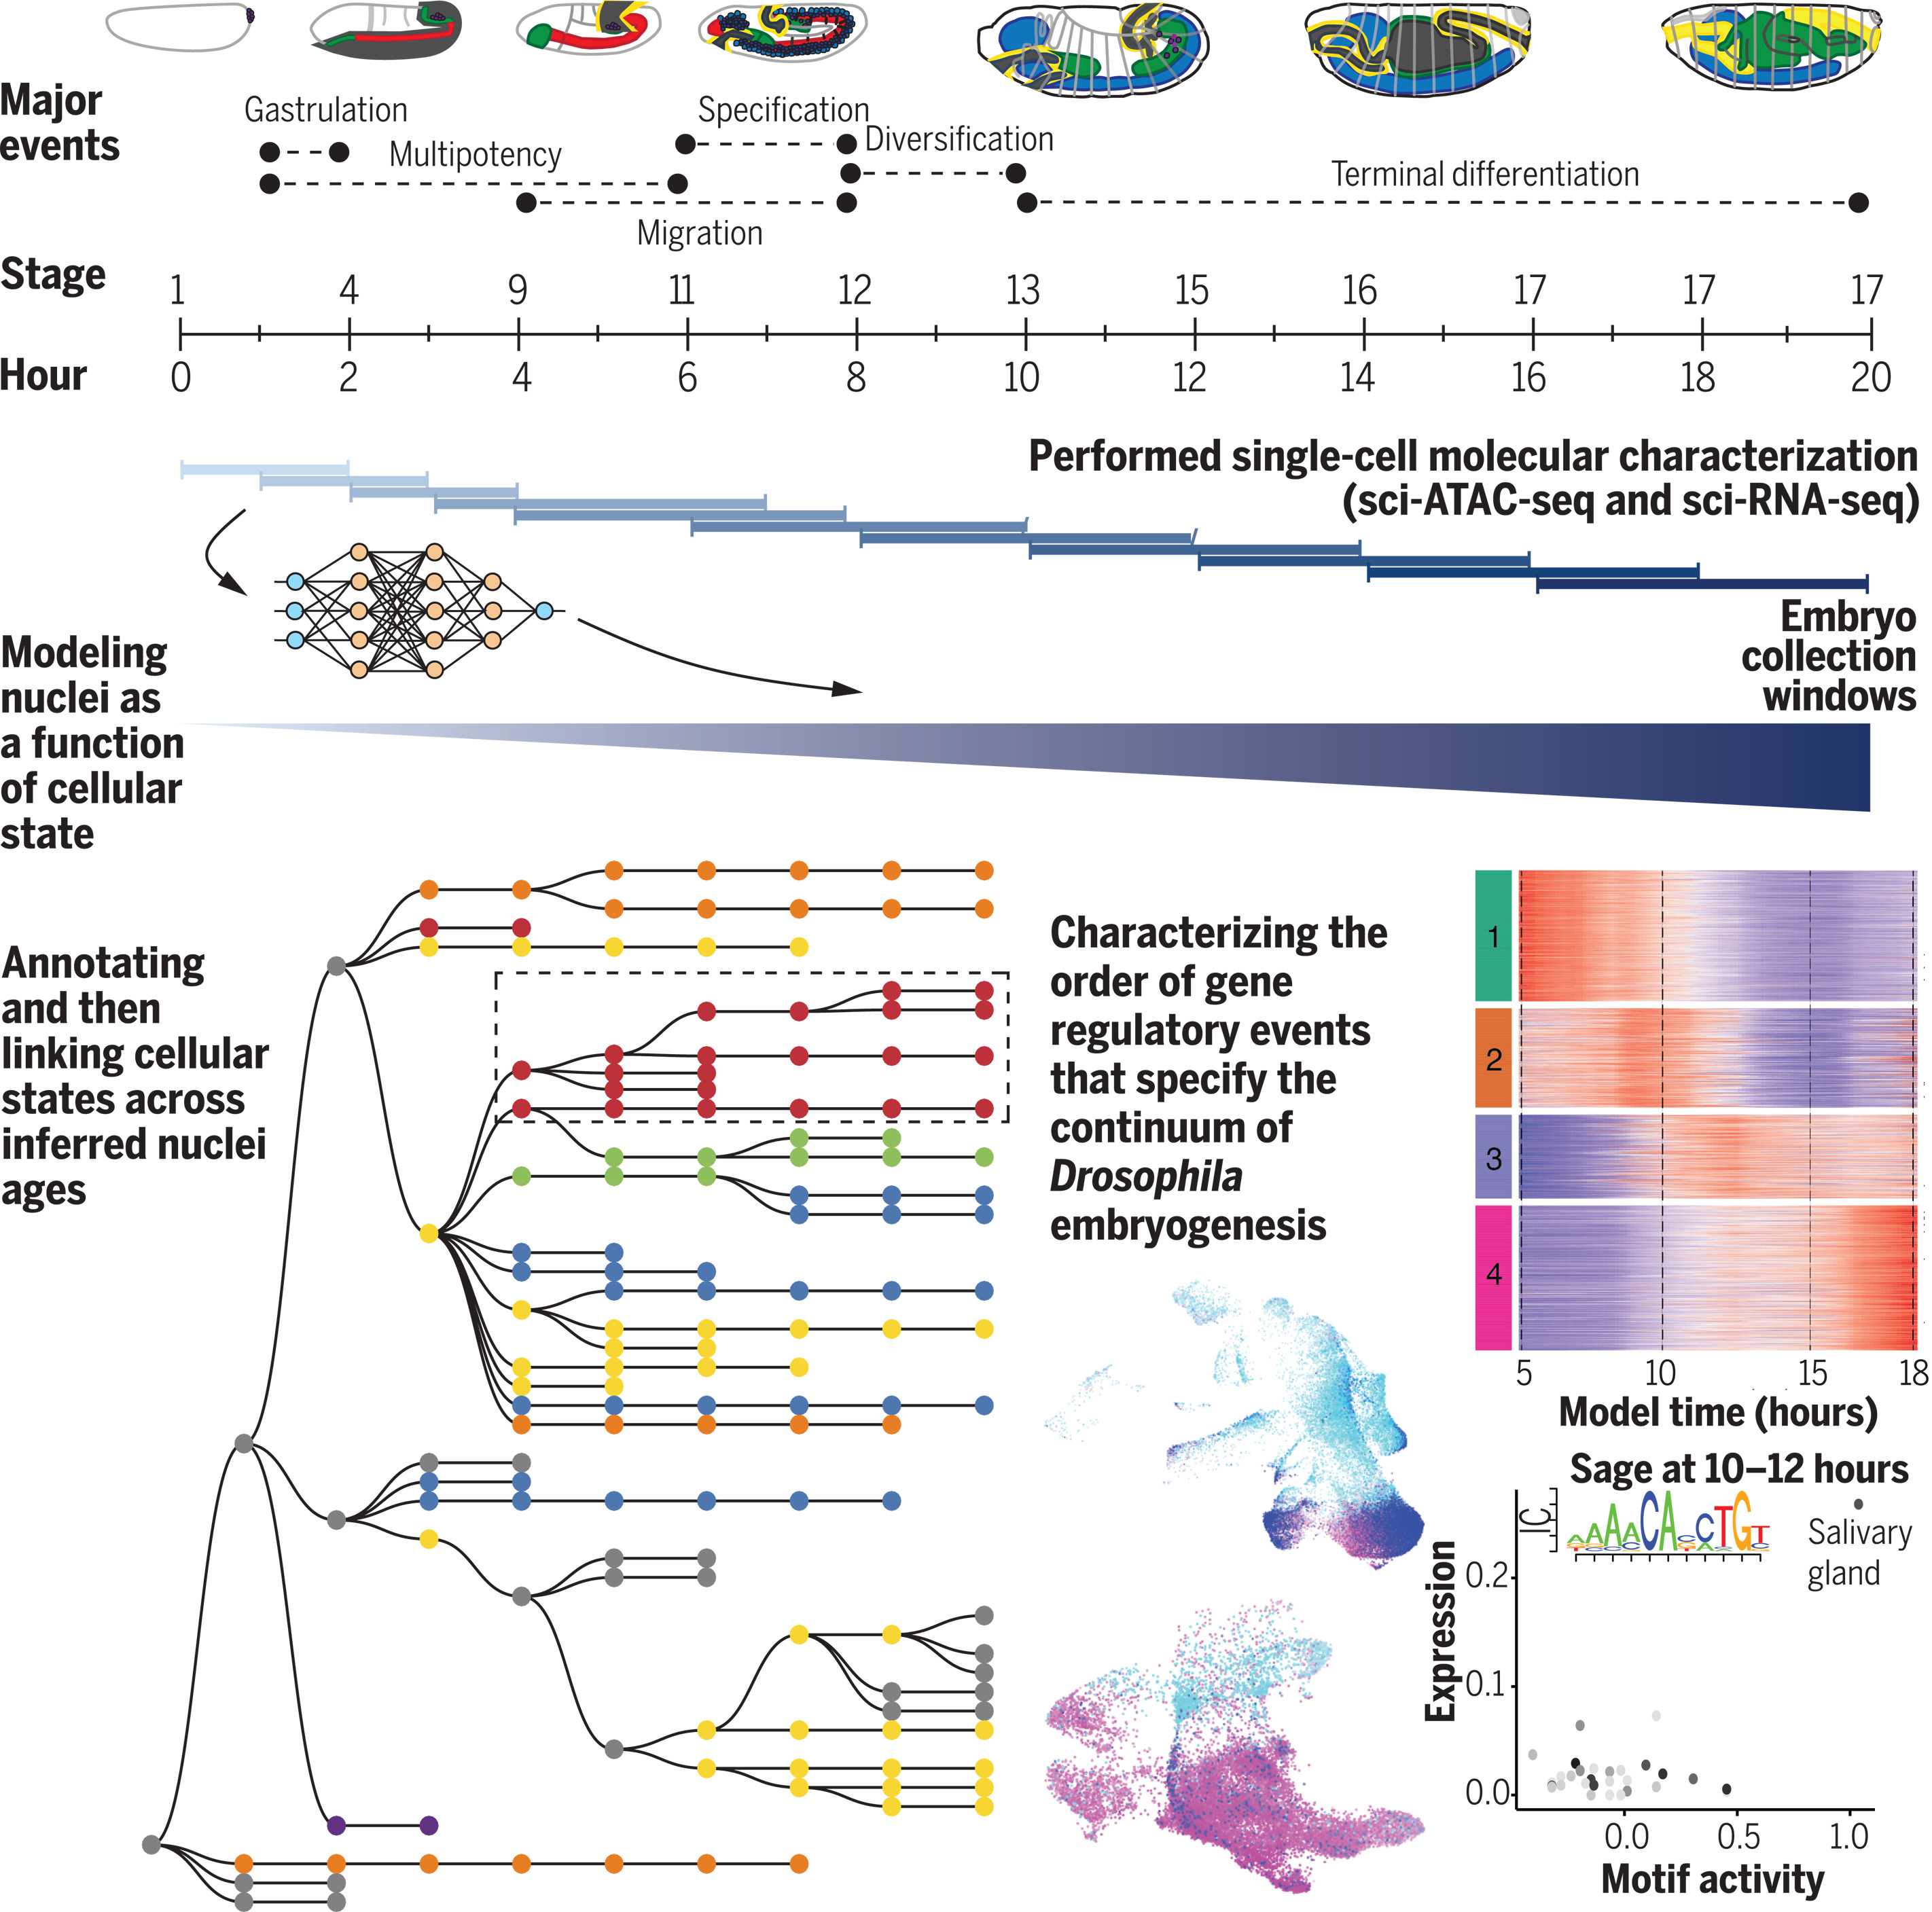 Major
events
Gastrulation
Multipotency
Specification
Diversification
Migration
Terminal differentiation
Stage
1 4 9 11 12 13 15 16 17 17 17
Hour
0 2 4 6 8 10 12 14 16 18 20
Performed single-cell molecular characterization
(sci-ATAC-seq and sci-RNA-seq)
Embryo
collection
windows
Modeling
nuclei as
a function
of cellular
state
Annotating
and then
linking cellular
states across
inferred nuclei
ages
Characterizing the
order of gene
regulatory events
that specify the
continuum of
Drosophila
embryogenesis
1
2
3
4
5 10 15 18
Model time (hours)
Sage at 10–12 hours
IC
Salivary
gland
Expression
0.2
0.1
0.0
0.0 0.5 1.0
Motif activity